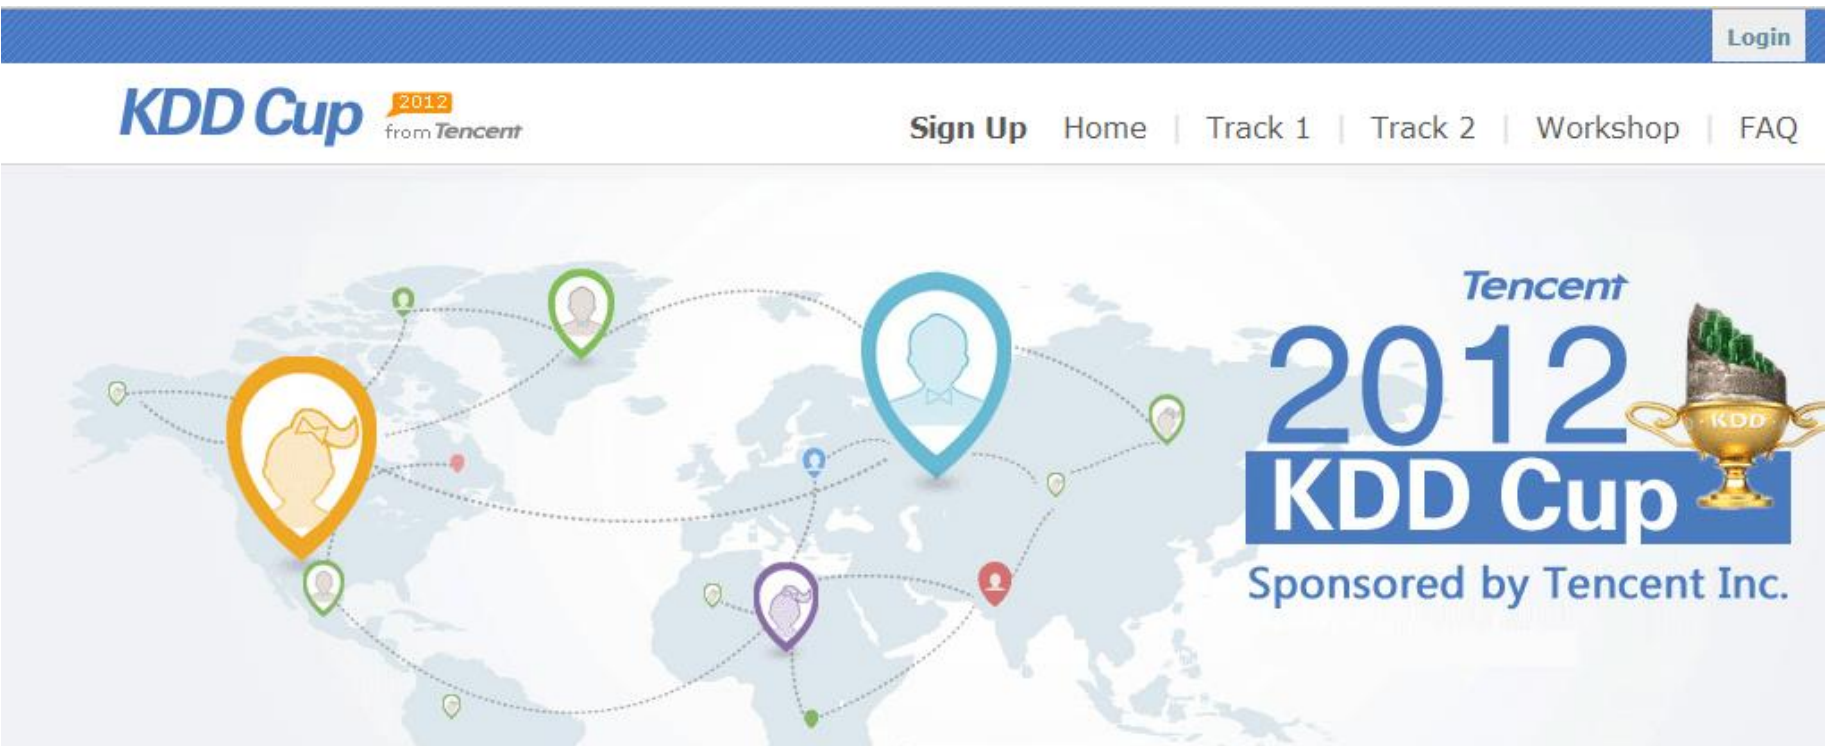 Login
KDD Cup 2012
from Tencent
Sign Up Home | Track 1 | Track 2 | Workshop | FAQ
Tencent
2012
KDD
KDD Cup
Sponsored by Tencent Inc.